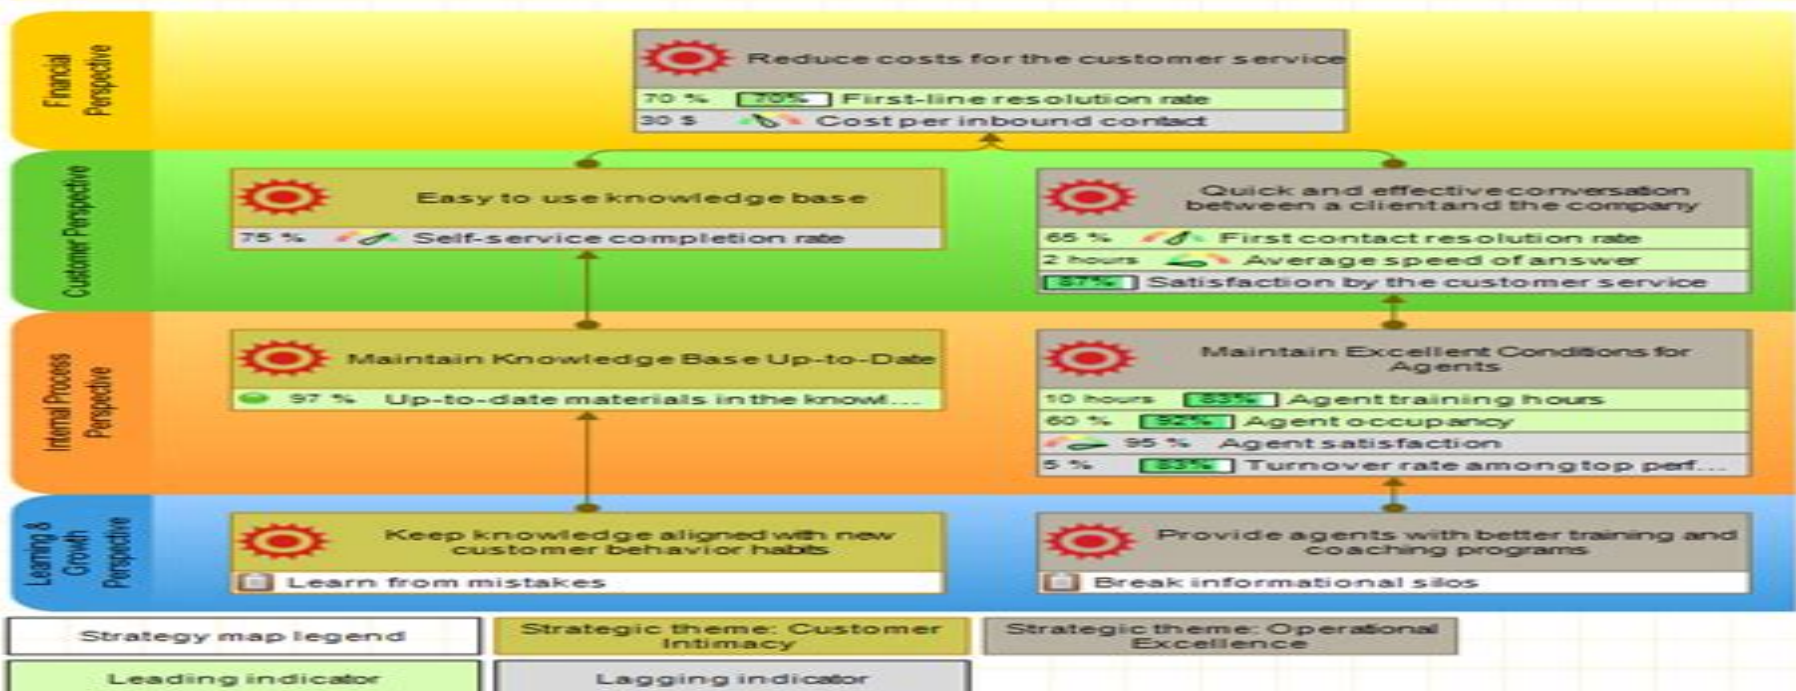 Financial
Perspective
Reduce costs for the customer service
70 % 70% First-line resolution rate
30 $ Cost per inbound contact
Customer Perspective
Easy to use knowledge base
75 % Self-service completion rate
Quick and effective conversation
between a client and the company
65 % First contact resolution rate
2 hours Average speed of answer
87% Satisfaction by the customer service
Internal Process
Perspective
Maintain Knowledge Base Up-to-Date
97 % Up-to-date materials in the knowl...
Maintain Excellent Conditions for
Agents
10 hours 83% Agent training hours
60 % 92% Agent occupancy
95 % Agent satisfaction
5 % 83% Turnover rate among top perf...
Learning &
Growth
Perspective
Keep knowledge aligned with new
customer behavior habits
Learn from mistakes
Provide agents with better training and
coaching programs
Break informational silos
Strategy map legend
Strategic theme: Customer
Intimacy
Strategic theme: Operational
Excellence
Leading indicator
Lagging indicator